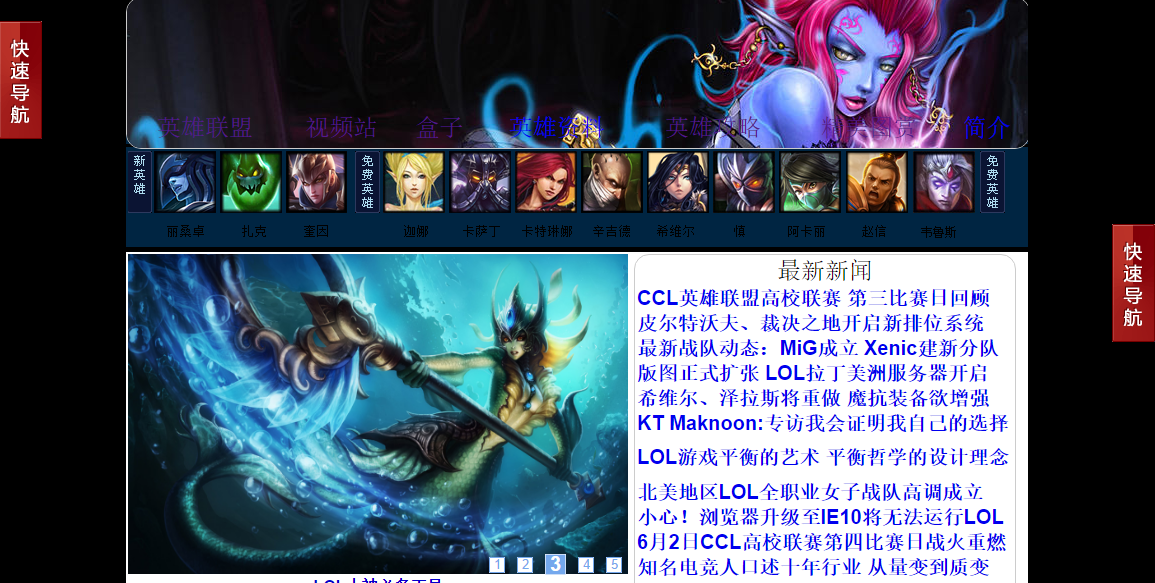 快速导航
英雄联盟 视频站 盒子 英雄资料 英雄攻略 精美图赏 简介
新英雄 免费英雄 免费英雄
丽桑卓 扎克 奎因 迦娜 卡萨丁 卡特琳娜 辛吉德 希维尔 慎 阿卡丽 赵信 韦鲁斯
快速导航
最新新闻
CCL英雄联盟高校联赛 第三比赛日回顾
皮尔特沃夫、裁决之地开启新排位系统
最新战队动态：MiG成立 Xenic建新分队
版图正式扩张 LOL拉丁美洲服务器开启
希维尔、泽拉斯将重做 魔抗装备欲增强
KT Maknoon:专访我会证明我自己的选择
LOL游戏平衡的艺术 平衡哲学的设计理念
北美地区LOL全职业女子战队高调成立
小心！浏览器升级至IE10将无法运行LOL
6月2日CCL高校联赛第四比赛日战火重燃
知名电竞人口述十年行业 从量变到质变
1 2 3 4 5